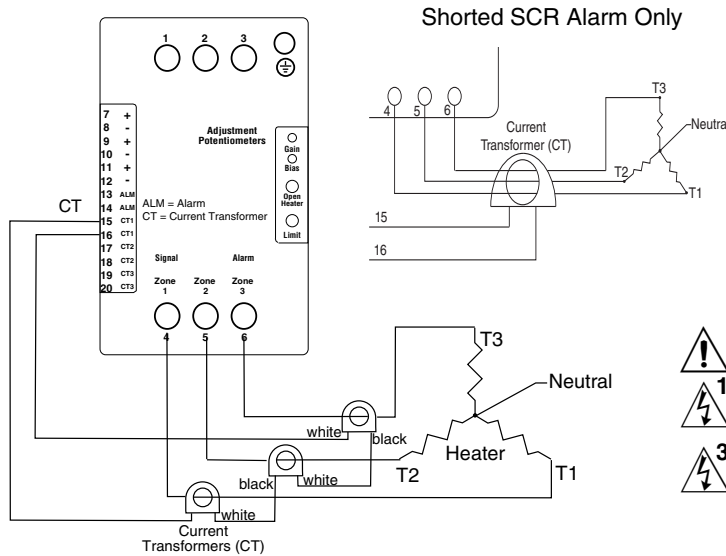 Shorted SCR Alarm Only
1 2 3
7 +
8 -
9 +
10 -
11 +
12 -
13 ALM
14 ALM
15 CT1
16 CT1
17 CT2
18 CT2
19 CT3
20 CT3
CT
Adjustment
Potentiometers
Gain
Bias
Open
Heater
Limit
ALM = Alarm
CT = Current Transformer
Signal Alarm
Zone Zone Zone
1 2 3
4 5 6
4 5 6
Current
Transformer (CT)
T3
Neutra
T2
T1
15
16
T3
Neutral
Heater
T2
T1
white black
black white
white
Current
Transformers (CT)
1
3